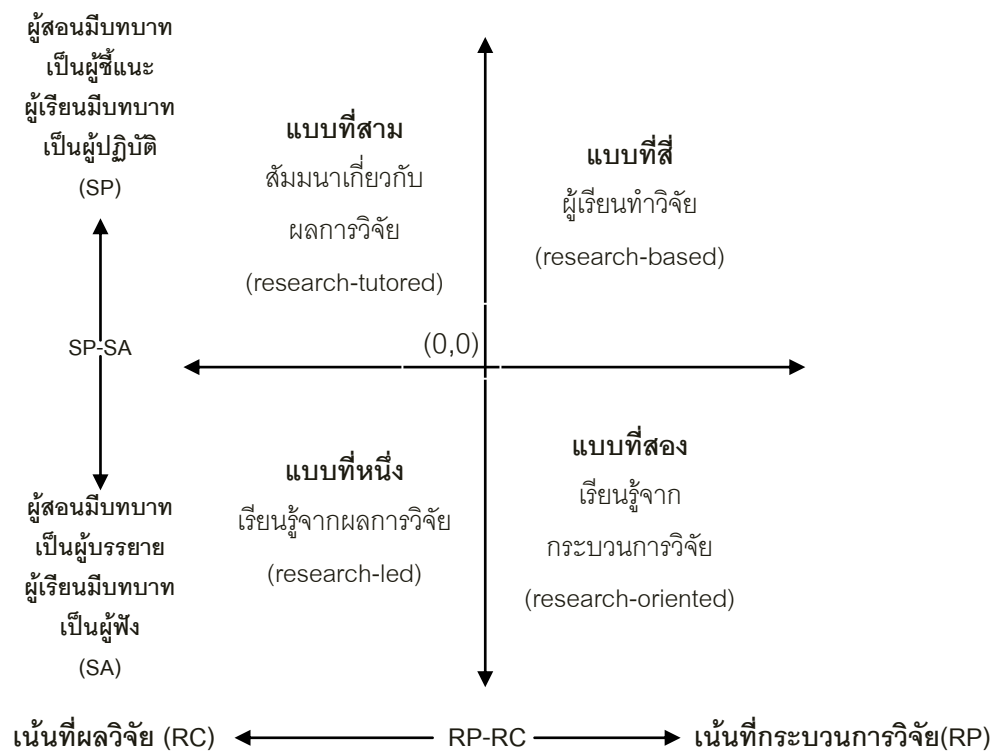 ผู้สอนมีบทบาท
เป็นผู้ชี้แนะ
ผู้เรียนมีบทบาท
เป็นผู้ปฏิบัติ
(SP)
แบบที่สาม
สัมมนาเกี่ยวกับ
ผลการวิจัย
(research-tutored)
แบบที่สี่
ผู้เรียนทำวิจัย
(research-based)
SP-SA
(0,0)
แบบที่หนึ่ง
เรียนรู้จากผลการวิจัย
(research-led)
แบบที่สอง
เรียนรู้จาก
กระบวนการวิจัย
(research-oriented)
ผู้สอนมีบทบาท
เป็นผู้บรรยาย
ผู้เรียนมีบทบาท
เป็นผู้ฟัง
(SA)
เน้นที่ผลวิจัย (RC)
RP-RC
เน้นที่กระบวนการวิจัย(RP)